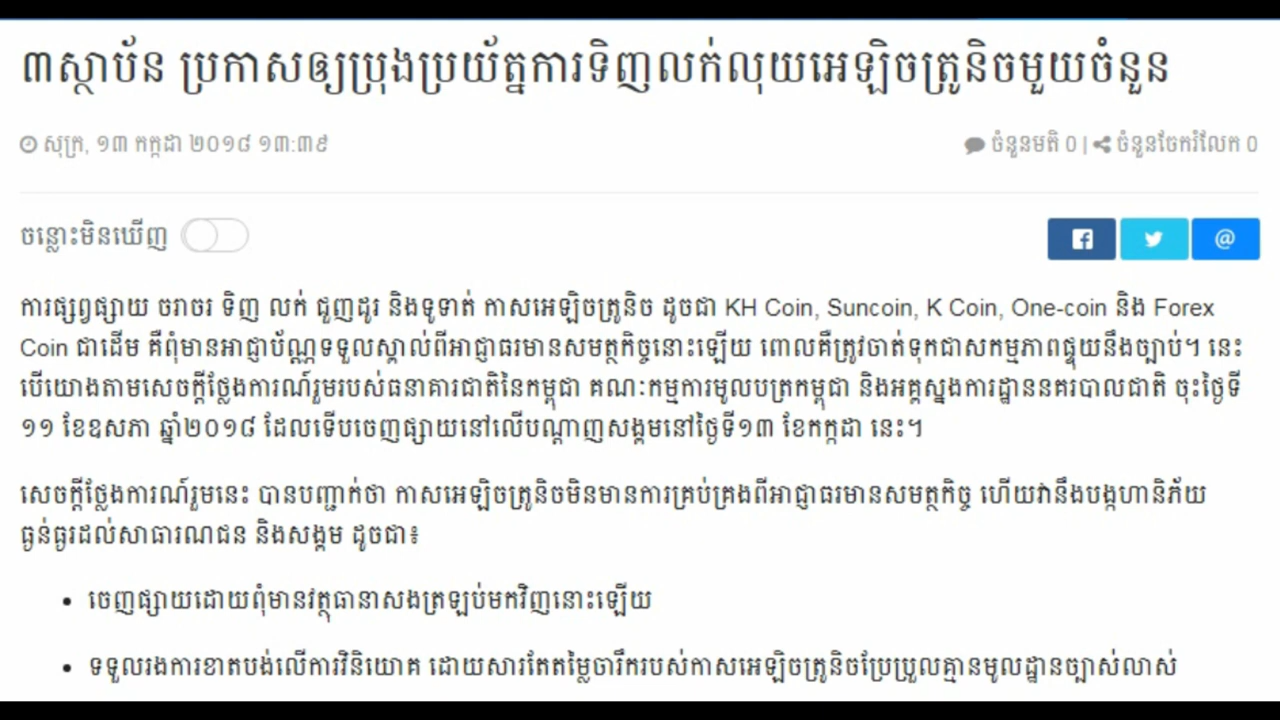 ៣ស្ថាប័ន ប្រកាសឲ្យប្រុងប្រយ័ត្នការទិញលក់លុយអេឡិចត្រូនិចមួយចំនួន
សុក្រ, ១៣ កក្កដា ២០១៨ ១៣:៣៩ ចំនួនមតិ 0 | ចំនួនចែករំលែក 0
ចន្លោះមិនឃើញ
ការផ្សព្វផ្សាយ ចរាចរ ទិញ លក់ ជួញដូរ និងទូទាត់ កាសអេឡិចត្រូនិច ដូចជា KH Coin, Suncoin, K Coin, One-coin និង Forex
Coin ជាដើម គឺពុំមានអាជ្ញាប័ណ្ណទទួលស្គាល់ពីអាជ្ញាធរមានសមត្ថកិច្ចនោះឡើយ ពោលគឺត្រូវចាត់ទុកជាសកម្មភាពផ្ទុយនឹងច្បាប់។ នេះ
បើយោងតាមសេចក្តីថ្លែងការណ៍រួមរបស់ធនាគារជាតិនៃកម្ពុជា គណៈកម្មការមូលបត្រកម្ពុជា និងអគ្គស្នងការដ្ឋាននគរបាលជាតិ ចុះថ្ងៃទី
១១ ខែឧសភា ឆ្នាំ២០១៨ ដែលទើបចេញផ្សាយនៅលើបណ្តាញសង្គមនៅថ្ងៃទី១៣ ខែកក្កដា នេះ។
សេចក្តីថ្លែងការណ៍រួមនេះ បានបញ្ជាក់ថា កាសអេឡិចត្រូនិចមិនមានការគ្រប់គ្រងពីអាជ្ញាធរមានសមត្ថកិច្ច ហើយវានឹងបង្កហានិភ័យ
ធ្ងន់ធ្ងរដល់សាធារណជន និងសង្គម ដូចជា៖
• ចេញផ្សាយដោយពុំមានវត្ថុធានាសងត្រឡប់មកវិញនោះឡើយ
• ទទួលរងការខាតបង់លើការវិនិយោគ ដោយសារតែតម្លៃចារឹករបស់កាសអេឡិចត្រូនិចប្រែប្រួលគ្មានមូលដ្ឋានច្បាស់លាស់